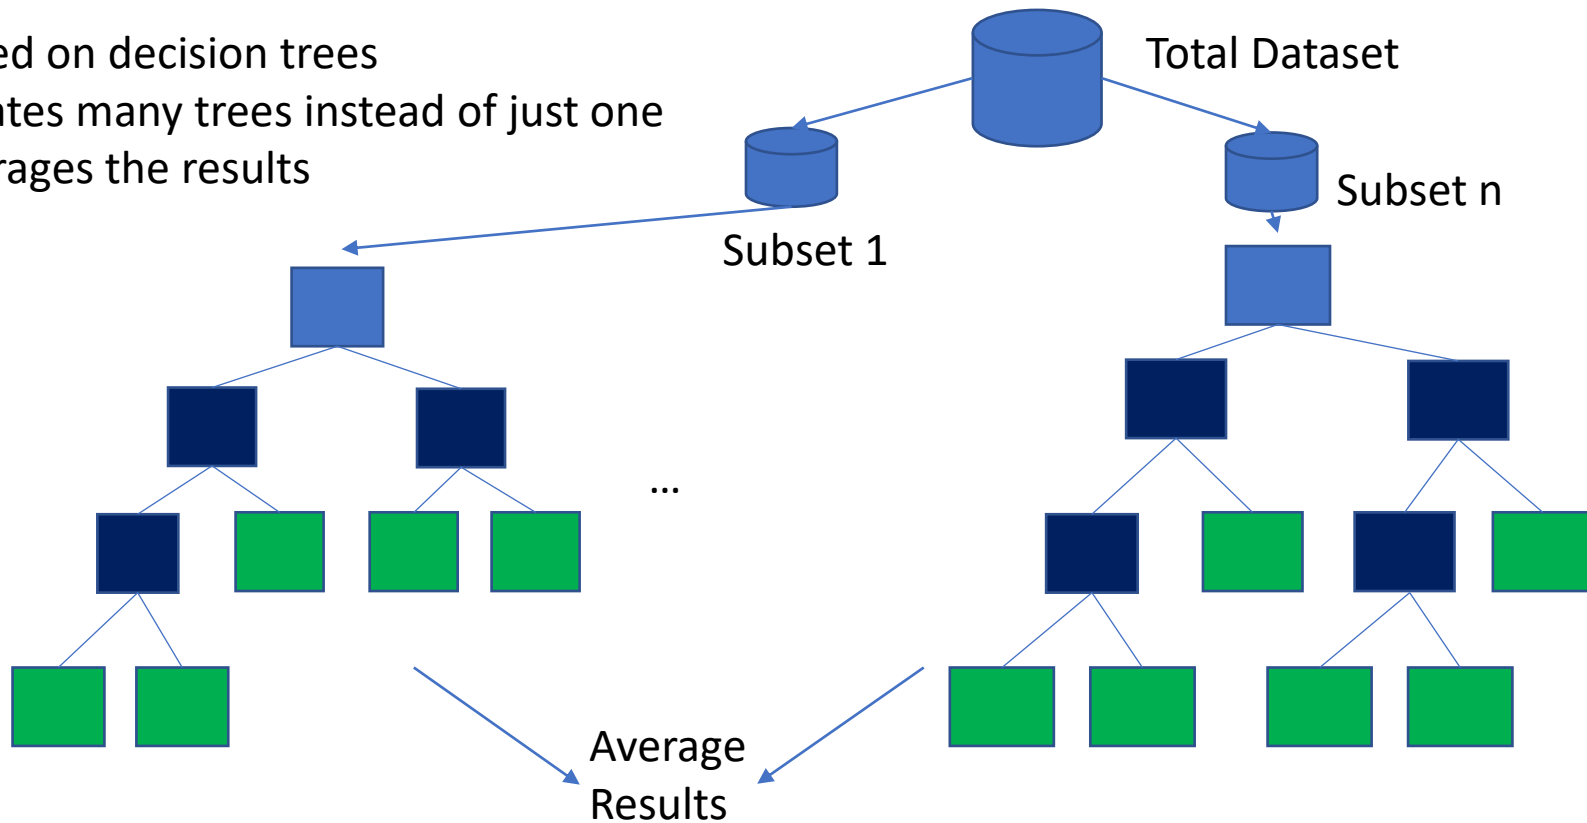 ed on decision trees
ates many trees instead of just one
rages the results
Total Dataset
Subset 1
Subset n
...
Average
Results